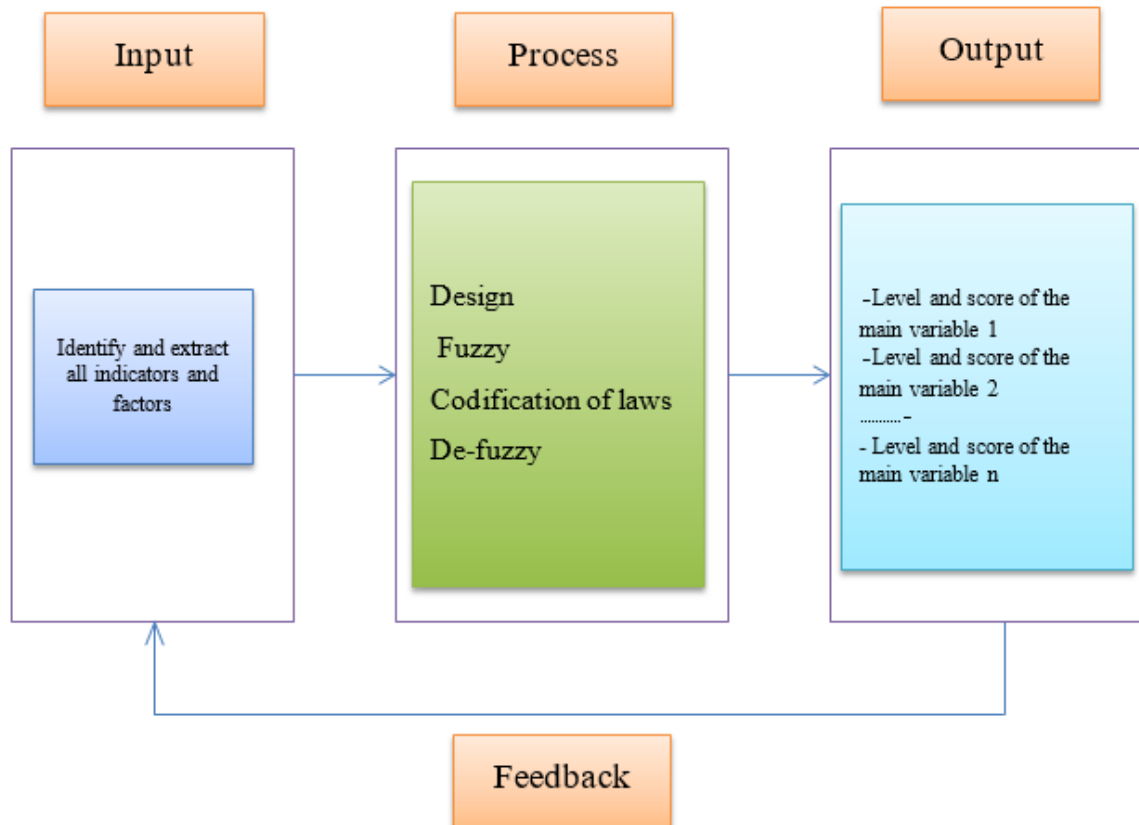 Input
Process
Output
Identify and extract
all indicators and
factors
Design
Fuzzy
Codification of laws
De-fuzzy
-Level and score of the
main variable 1
-Level and score of the
main variable 2
...........-
- Level and score of the
main variable n
Feedback